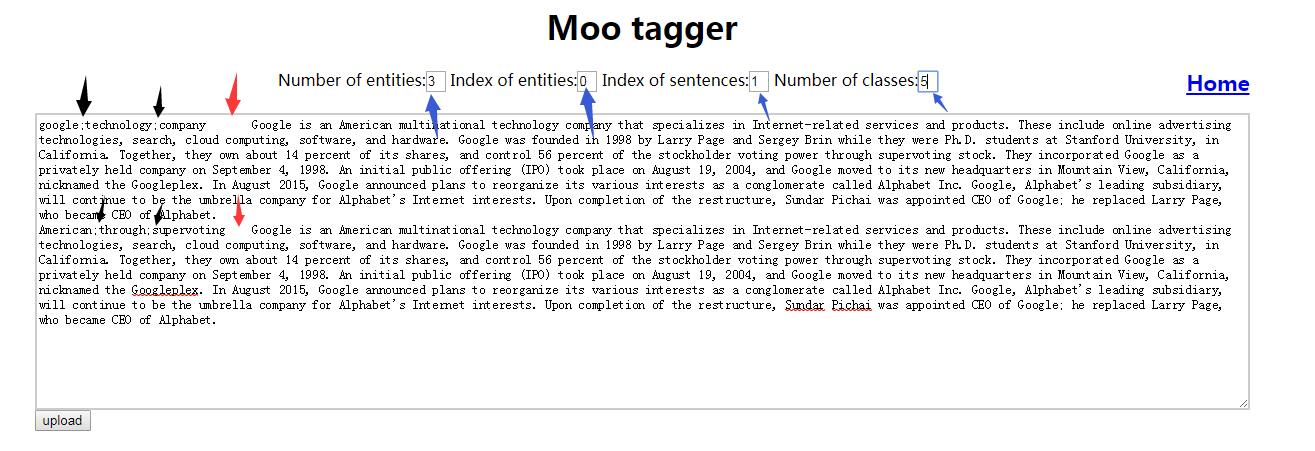 Moo tagger
Number of entities:3 Index of entities:0 Index of sentences:1 Number of classes:5
Home
google;technology;company Google is an American multinational technology company that specializes in Internet-related services and products. These include online advertising
technologies, search, cloud computing, software, and hardware. Google was founded in 1998 by Larry Page and Sergey Brin while they were Ph.D. students at Stanford University, in
California. Together, they own about 14 percent of its shares, and control 56 percent of the stockholder voting power through supervoting stock. They incorporated Google as a
privately held company on September 4, 1998. An initial public offering (IPO) took place on August 19, 2004, and Google moved to its new headquarters in Mountain View, California,
nicknamed the Googleplex. In August 2015, Google announced plans to reorganize its various interests as a conglomerate called Alphabet Inc. Google, Alphabet's leading subsidiary,
will continue to be the umbrella company for Alphabet's Internet interests. Upon completion of the restructure, Sundar Pichai was appointed CEO of Google; he replaced Larry Page,
who became CEO of Alphabet.
American;through;supervoting Google is an American multinational technology company that specializes in Internet-related services and products. These include online advertising
technologies, search, cloud computing, software, and hardware. Google was founded in 1998 by Larry Page and Sergey Brin while they were Ph.D. students at Stanford University, in
California. Together, they own about 14 percent of its shares, and control 56 percent of the stockholder voting power through supervoting stock. They incorporated Google as a
privately held company on September 4, 1998. An initial public offering (IPO) took place on August 19, 2004, and Google moved to its new headquarters in Mountain View, California,
nicknamed the Googleplex. In August 2015, Google announced plans to reorganize its various interests as a conglomerate called Alphabet Inc. Google, Alphabet's leading subsidiary,
will continue to be the umbrella company for Alphabet's Internet interests. Upon completion of the restructure, Sundar Pichai was appointed CEO of Google; he replaced Larry Page,
who became CEO of Alphabet.
upload